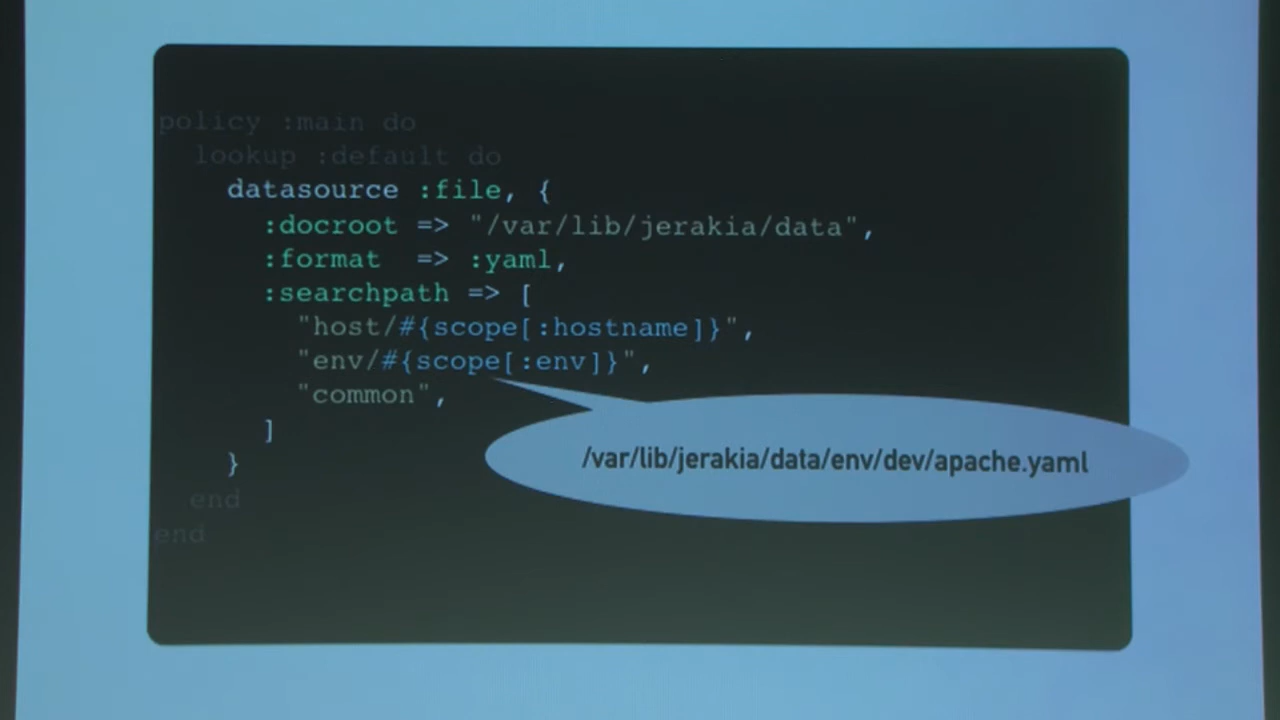 policy :main do
lookup :default do
datasource :file, {
:docroot => "/var/lib/jerakia/data",
:format => :yaml,
:searchpath => [
"host/#{scope[:hostname]}",
"env/#{scope[:env]}",
"common",
]
}
end
end
/var/lib/jerakia/data/env/dev/apache.yaml